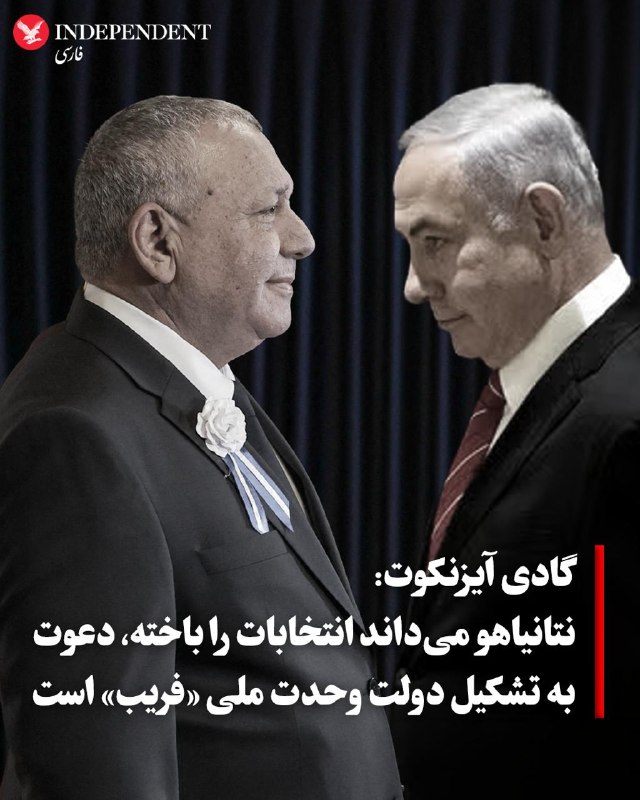 INDEPENDENT
فارسی
گادی آیزنکوت:
نتانیاهو می‌داند انتخابات را باخته، دعوت
به تشکیل دولت وحدت ملی «فریب» است